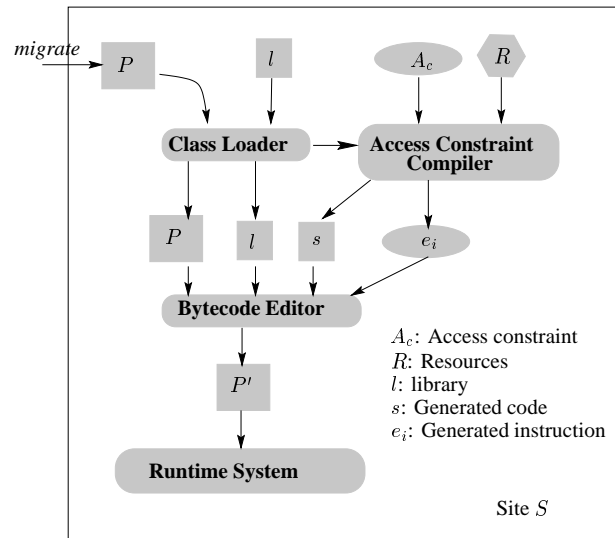 migrate
P
l
A_c
R
Class Loader
Access Constraint
Compiler
P
l
s
e_i
Bytecode Editor
A_c: Access constraint
R: Resources
l: library
s: Generated code
e_i: Generated instruction
P'
Runtime System
Site S